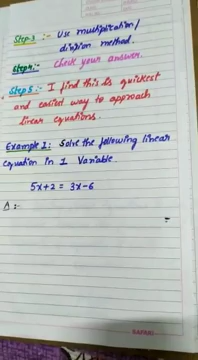 Step 3 :- Use multiplication/
division method.
Step 4 :- Check your answer.
Step 5 :- I find this is quickest
and easiest way to approach
linear equations.
Example 1 : Solve the following linear
equation in 1 Variable.
5x+2 = 3x-6
A :-